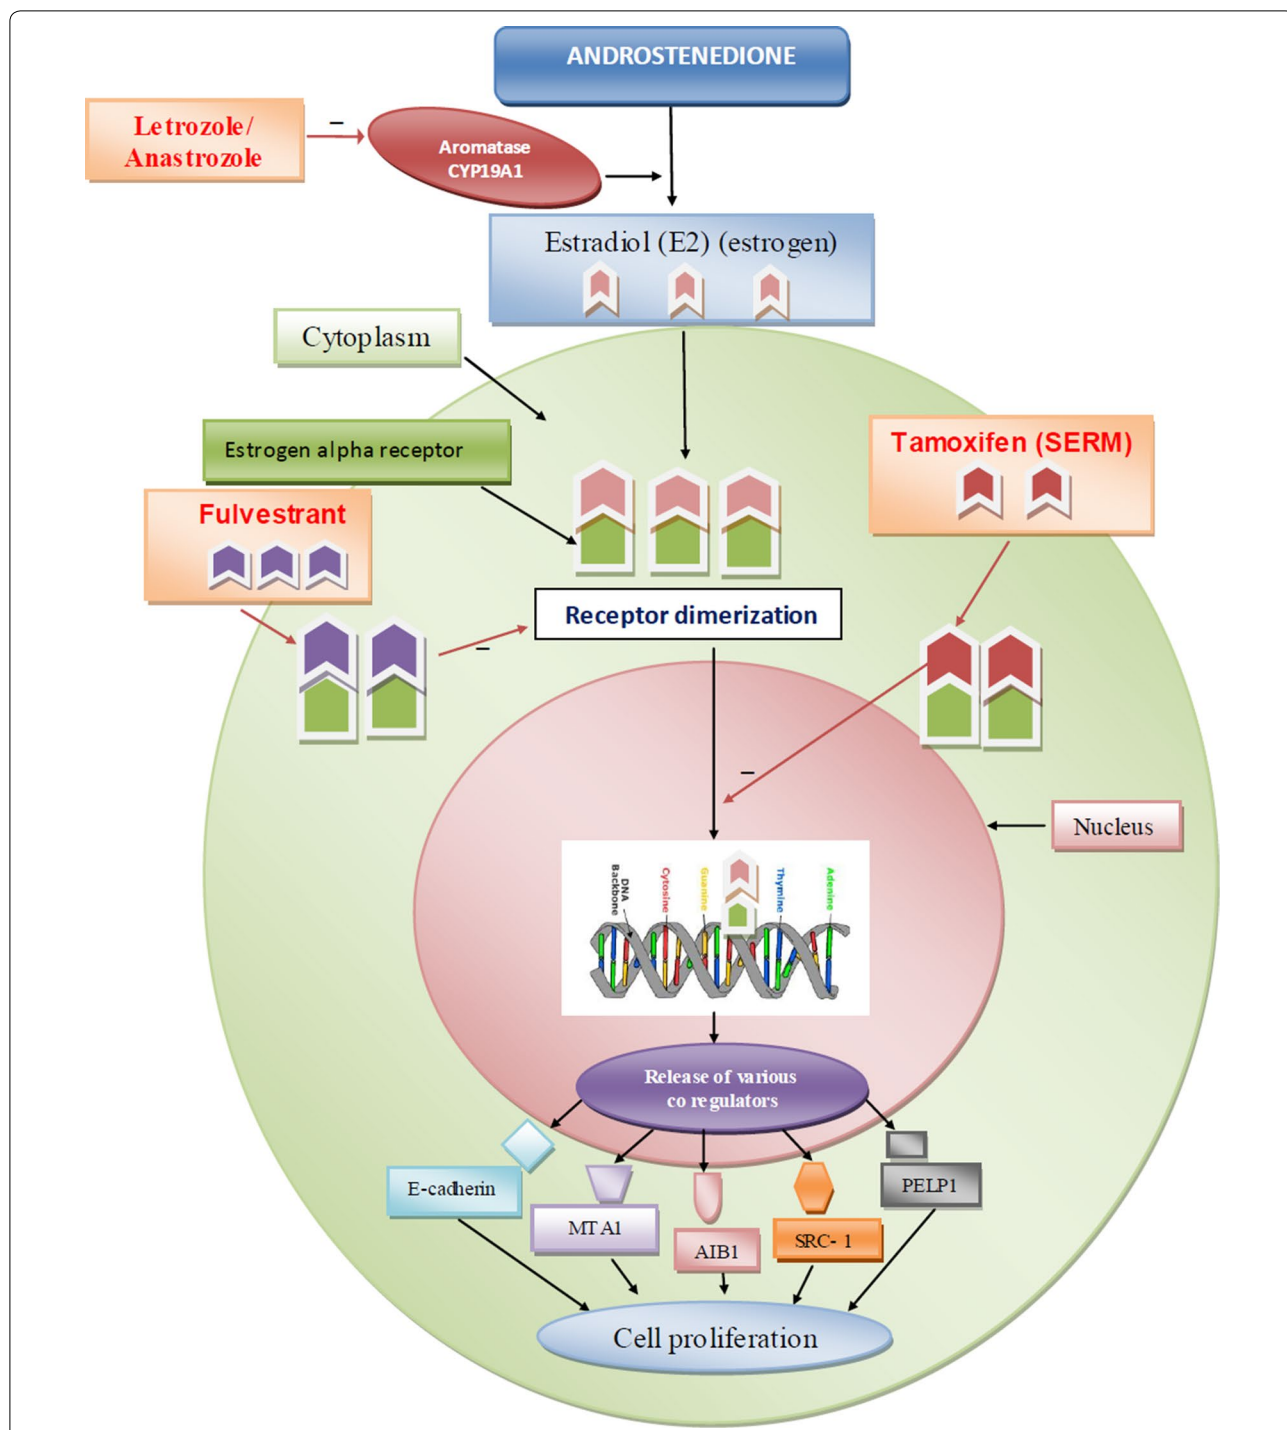 ANDROSTENEDIONE
Letrozole/
Anastrozole
–
Aromatase
CYP19A1
Estradiol (E2) (estrogen)
Cytoplasm
Estrogen alpha receptor
Tamoxifen (SERM)
Fulvestrant
Receptor dimerization
–
–
Nucleus
DNA
Backbone
Cytosine
Guanine
Thymine
Adenine
Release of various
co regulators
E-cadherin
MTA1
AIB1
SRC- 1
PELP1
Cell proliferation